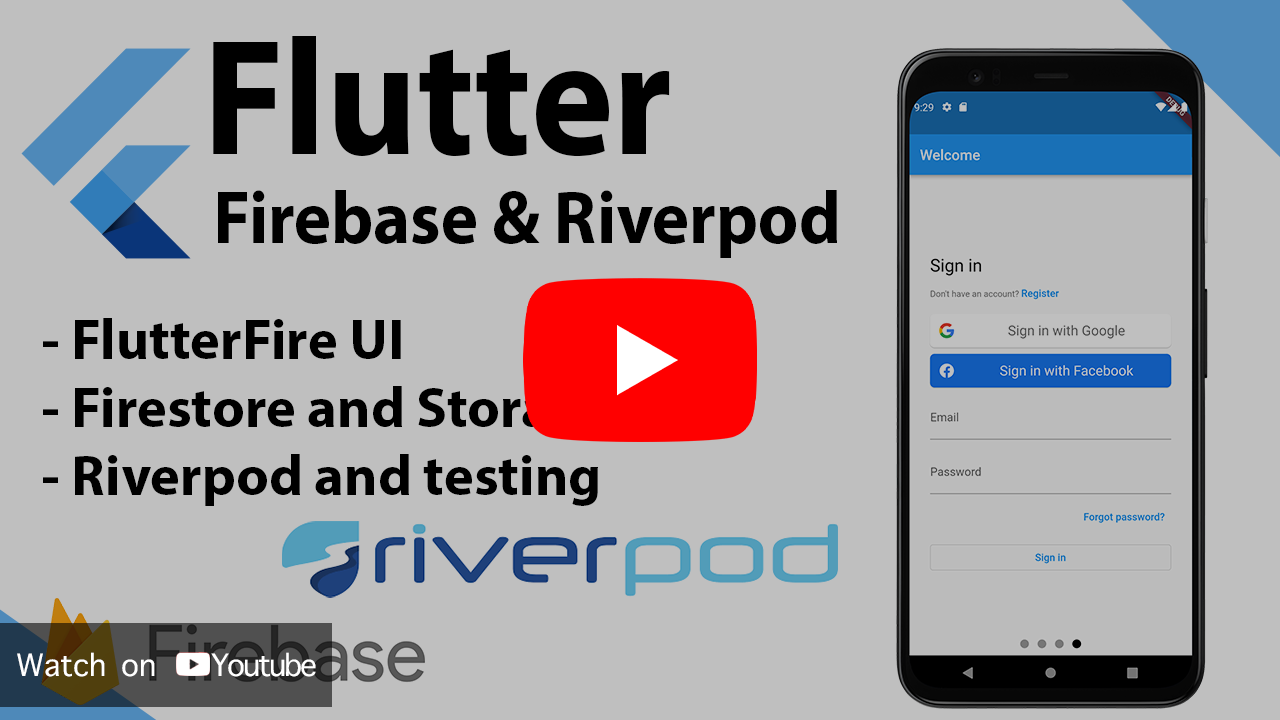 Flutter
Firebase & Riverpod
- FlutterFire UI
- Firestore and Stora
- Riverpod and testing
riverpod
Firebase
Watch on Youtube
9:29
DEBUG
Welcome
Sign in
Don't have an account? Register
Sign in with Google
Sign in with Facebook
Email
Password
Forgot password?
Sign in